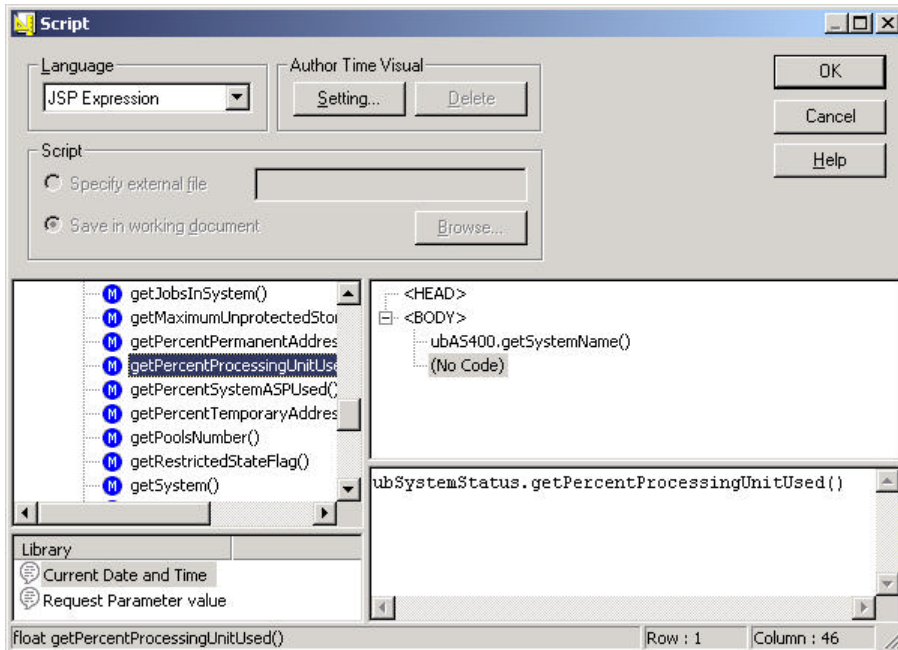 Script
Language
Author Time Visual
JSP Expression
Setting...
Delete
OK
Cancel
Help
Script
Specify external file
Save in working document
Browse...
M getJobsInSystem()
M getMaximumUnprotectedStor
M getPercentPermanentAddres
M getPercentProcessingUnitUse
M getPercentSystemASPUsed()
M getPercentTemporaryAddres
M getPoolsNumber()
M getRestrictedStateFlag()
M getSystem()
<HEAD>
<BODY>
ubAS400.getSystemName()
(No Code)
ubSystemStatus.getPercentProcessingUnitUsed()
Library
Current Date and Time
Request Parameter value
float getPercentProcessingUnitUsed()
Row : 1
Column : 46